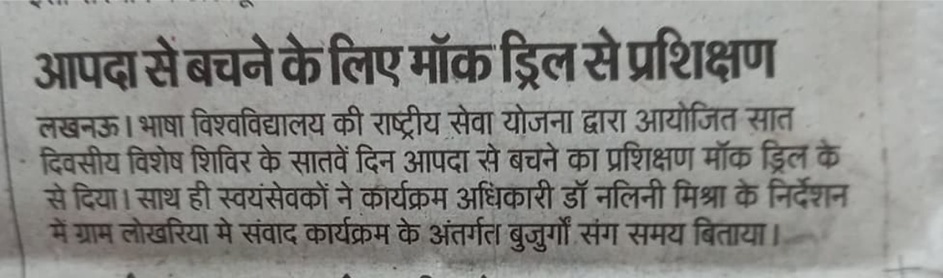 आपदा से बचने के लिए मॉक ड्रिल से प्रशिक्षण
लखनऊ। भाषा विश्वविद्यालय की राष्ट्रीय सेवा योजना द्वारा आयोजित सात
दिवसीय विशेष शिविर के सातवें दिन आपदा से बचने का प्रशिक्षण मॉक ड्रिल के
से दिया। साथ ही स्वयंसेवकों ने कार्यक्रम अधिकारी डॉ नलिनी मिश्रा के निर्देशन
में ग्राम लोखरिया मे संवाद कार्यक्रम के अंतर्गत बुजुर्गों संग समय बिताया।